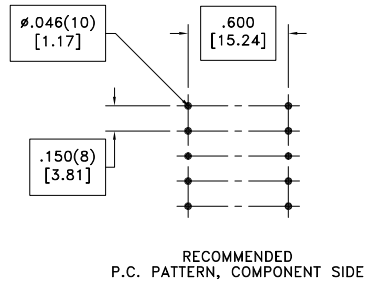 ø.046(10)
[1.17]
.600
[15.24]
.150(8)
[3.81]
RECOMMENDED
P.C. PATTERN, COMPONENT SIDE